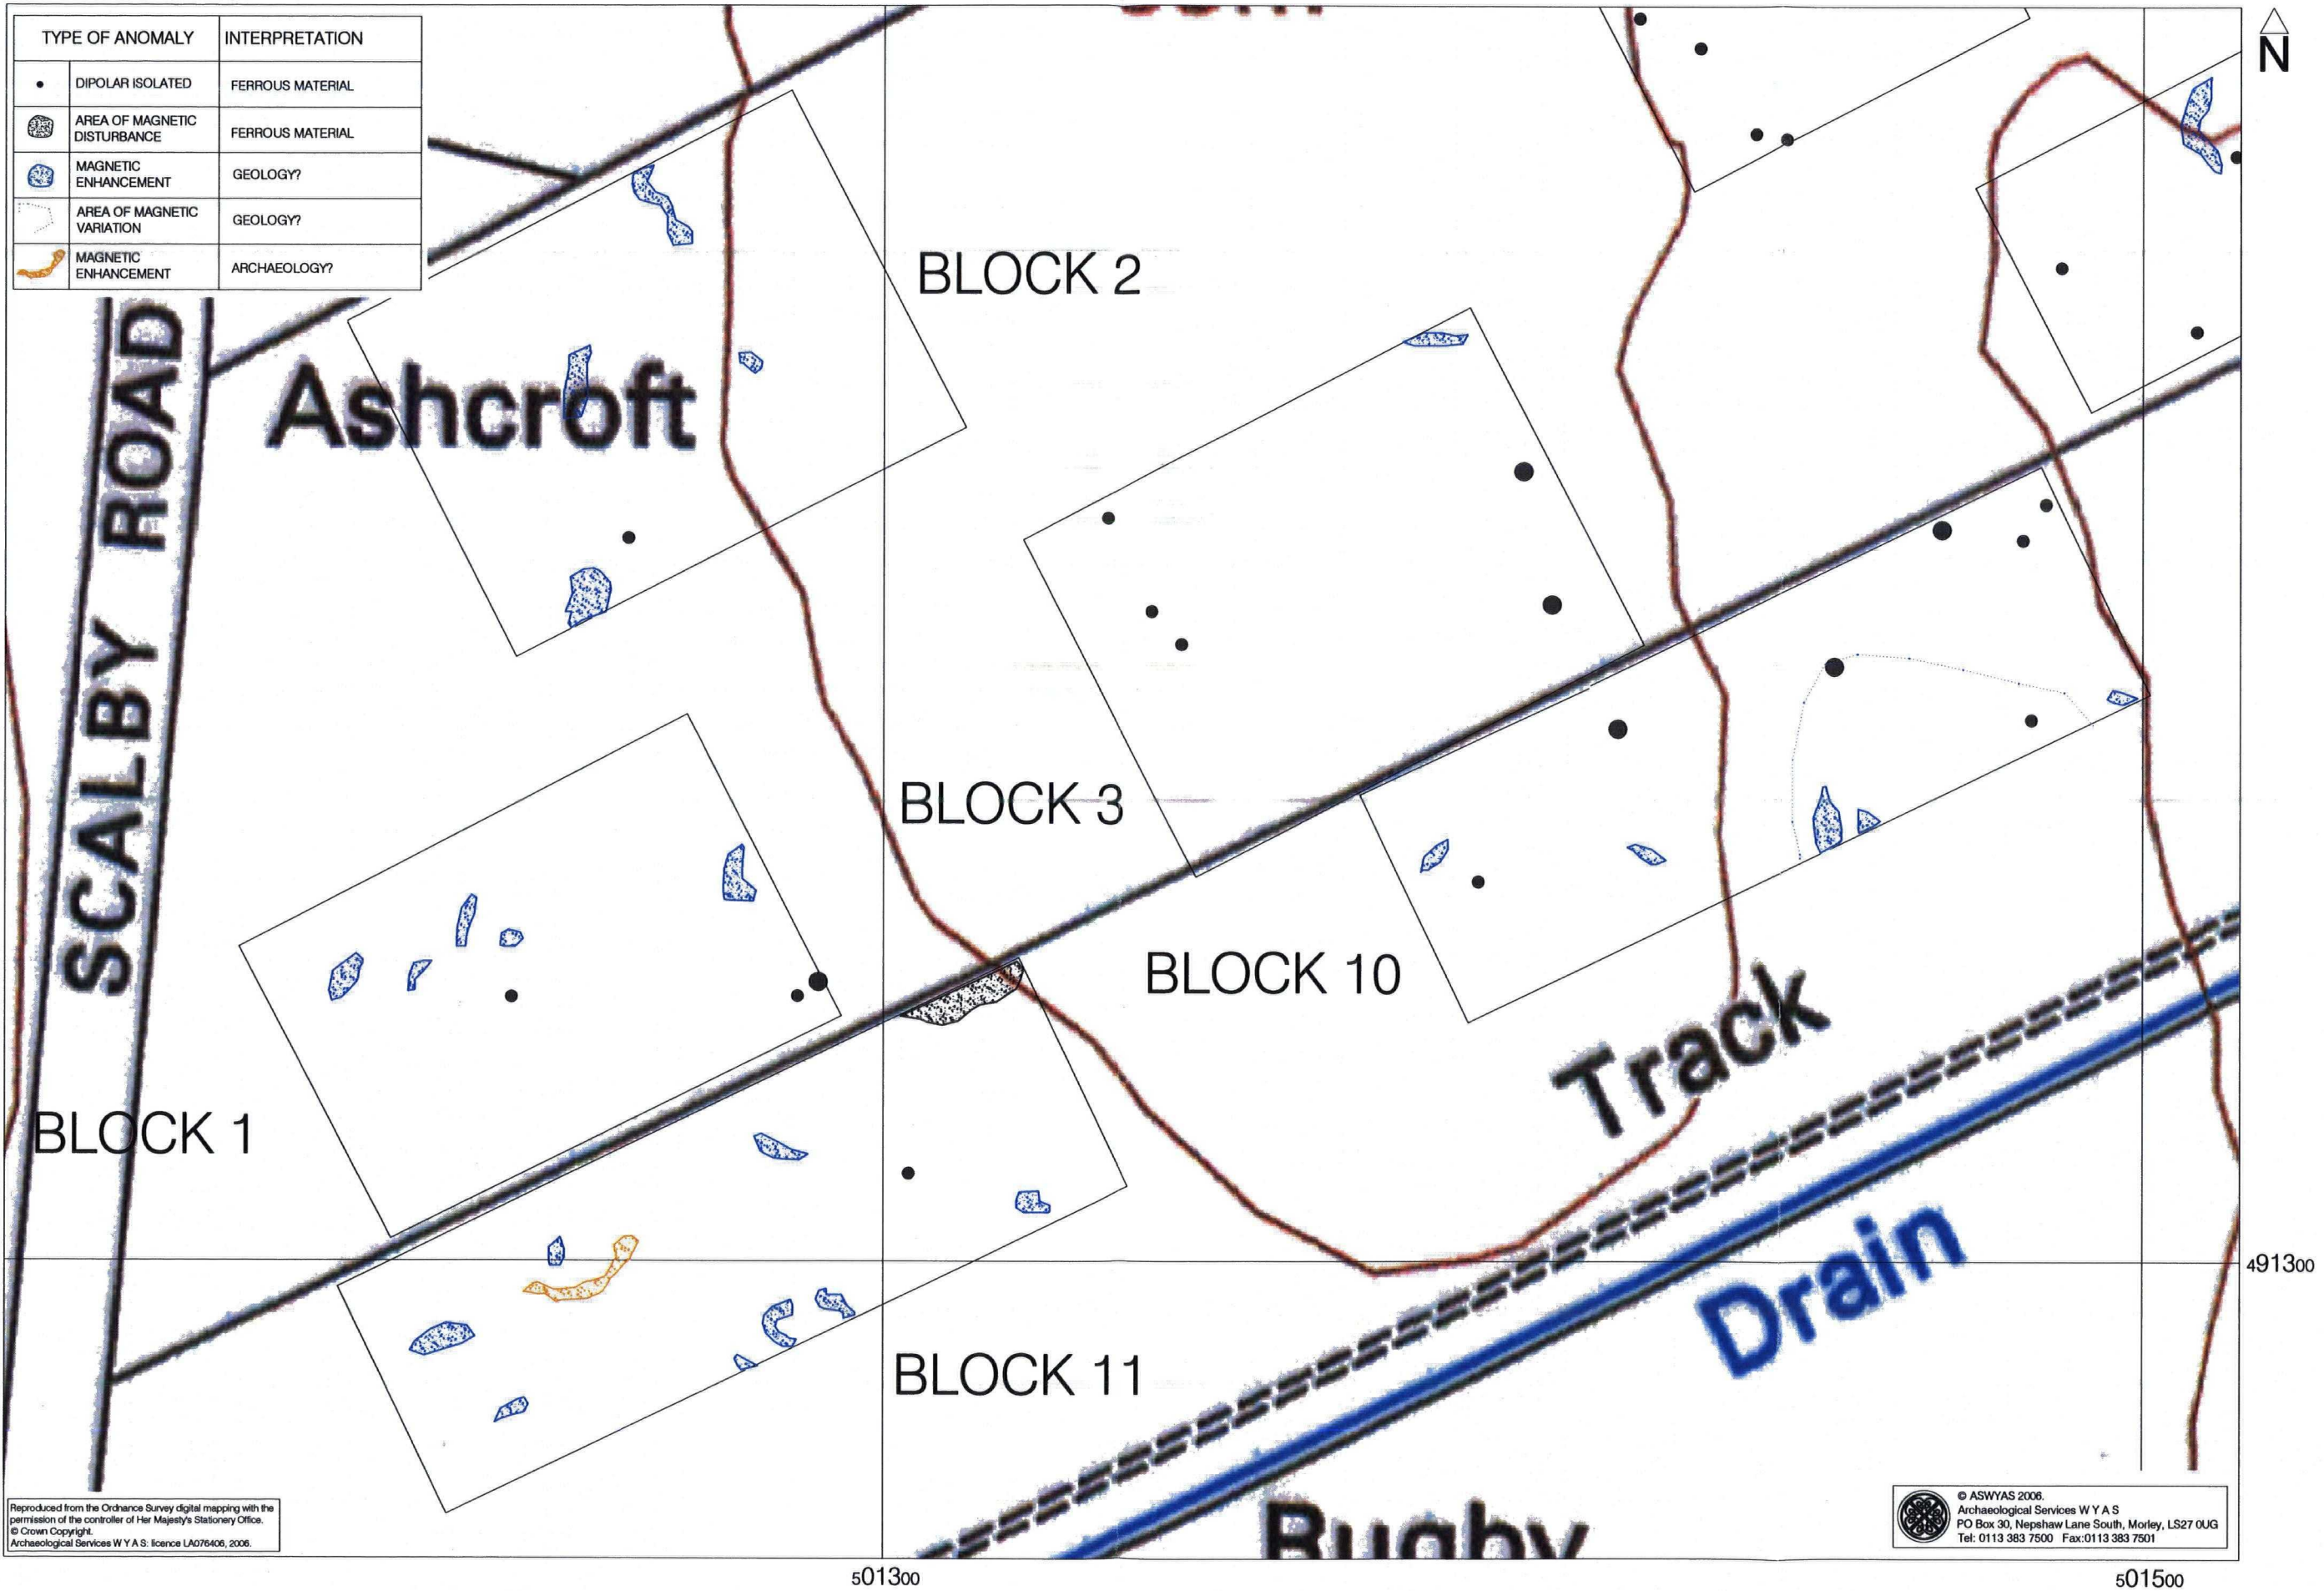 TYPE OF ANOMALY INTERPRETATION
DIPOLAR ISOLATED FERROUS MATERIAL
AREA OF MAGNETIC
DISTURBANCE
FERROUS MATERIAL
MAGNETIC
ENHANCEMENT
GEOLOGY?
AREA OF MAGNETIC
VARIATION
GEOLOGY?
MAGNETIC
ENHANCEMENT
ARCHAEOLOGY?
N
BLOCK 2
Ashcroft
SCALBY ROAD
BLOCK 3
BLOCK 10
Track
BLOCK 1
Drain
491300
BLOCK 11
Rugby
Reproduced from the Ordnance Survey digital mapping with the
permission of the controller of Her Majesty's Stationery Office.
© Crown Copyright.
Archaeological Services W Y A S: licence LA076406, 2006.
© ASWYAS 2006.
Archaeological Services W Y A S
PO Box 30, Nepshaw Lane South, Morley, LS27 0UG
Tel: 0113 383 7500 Fax:0113 383 7501
501300
501500